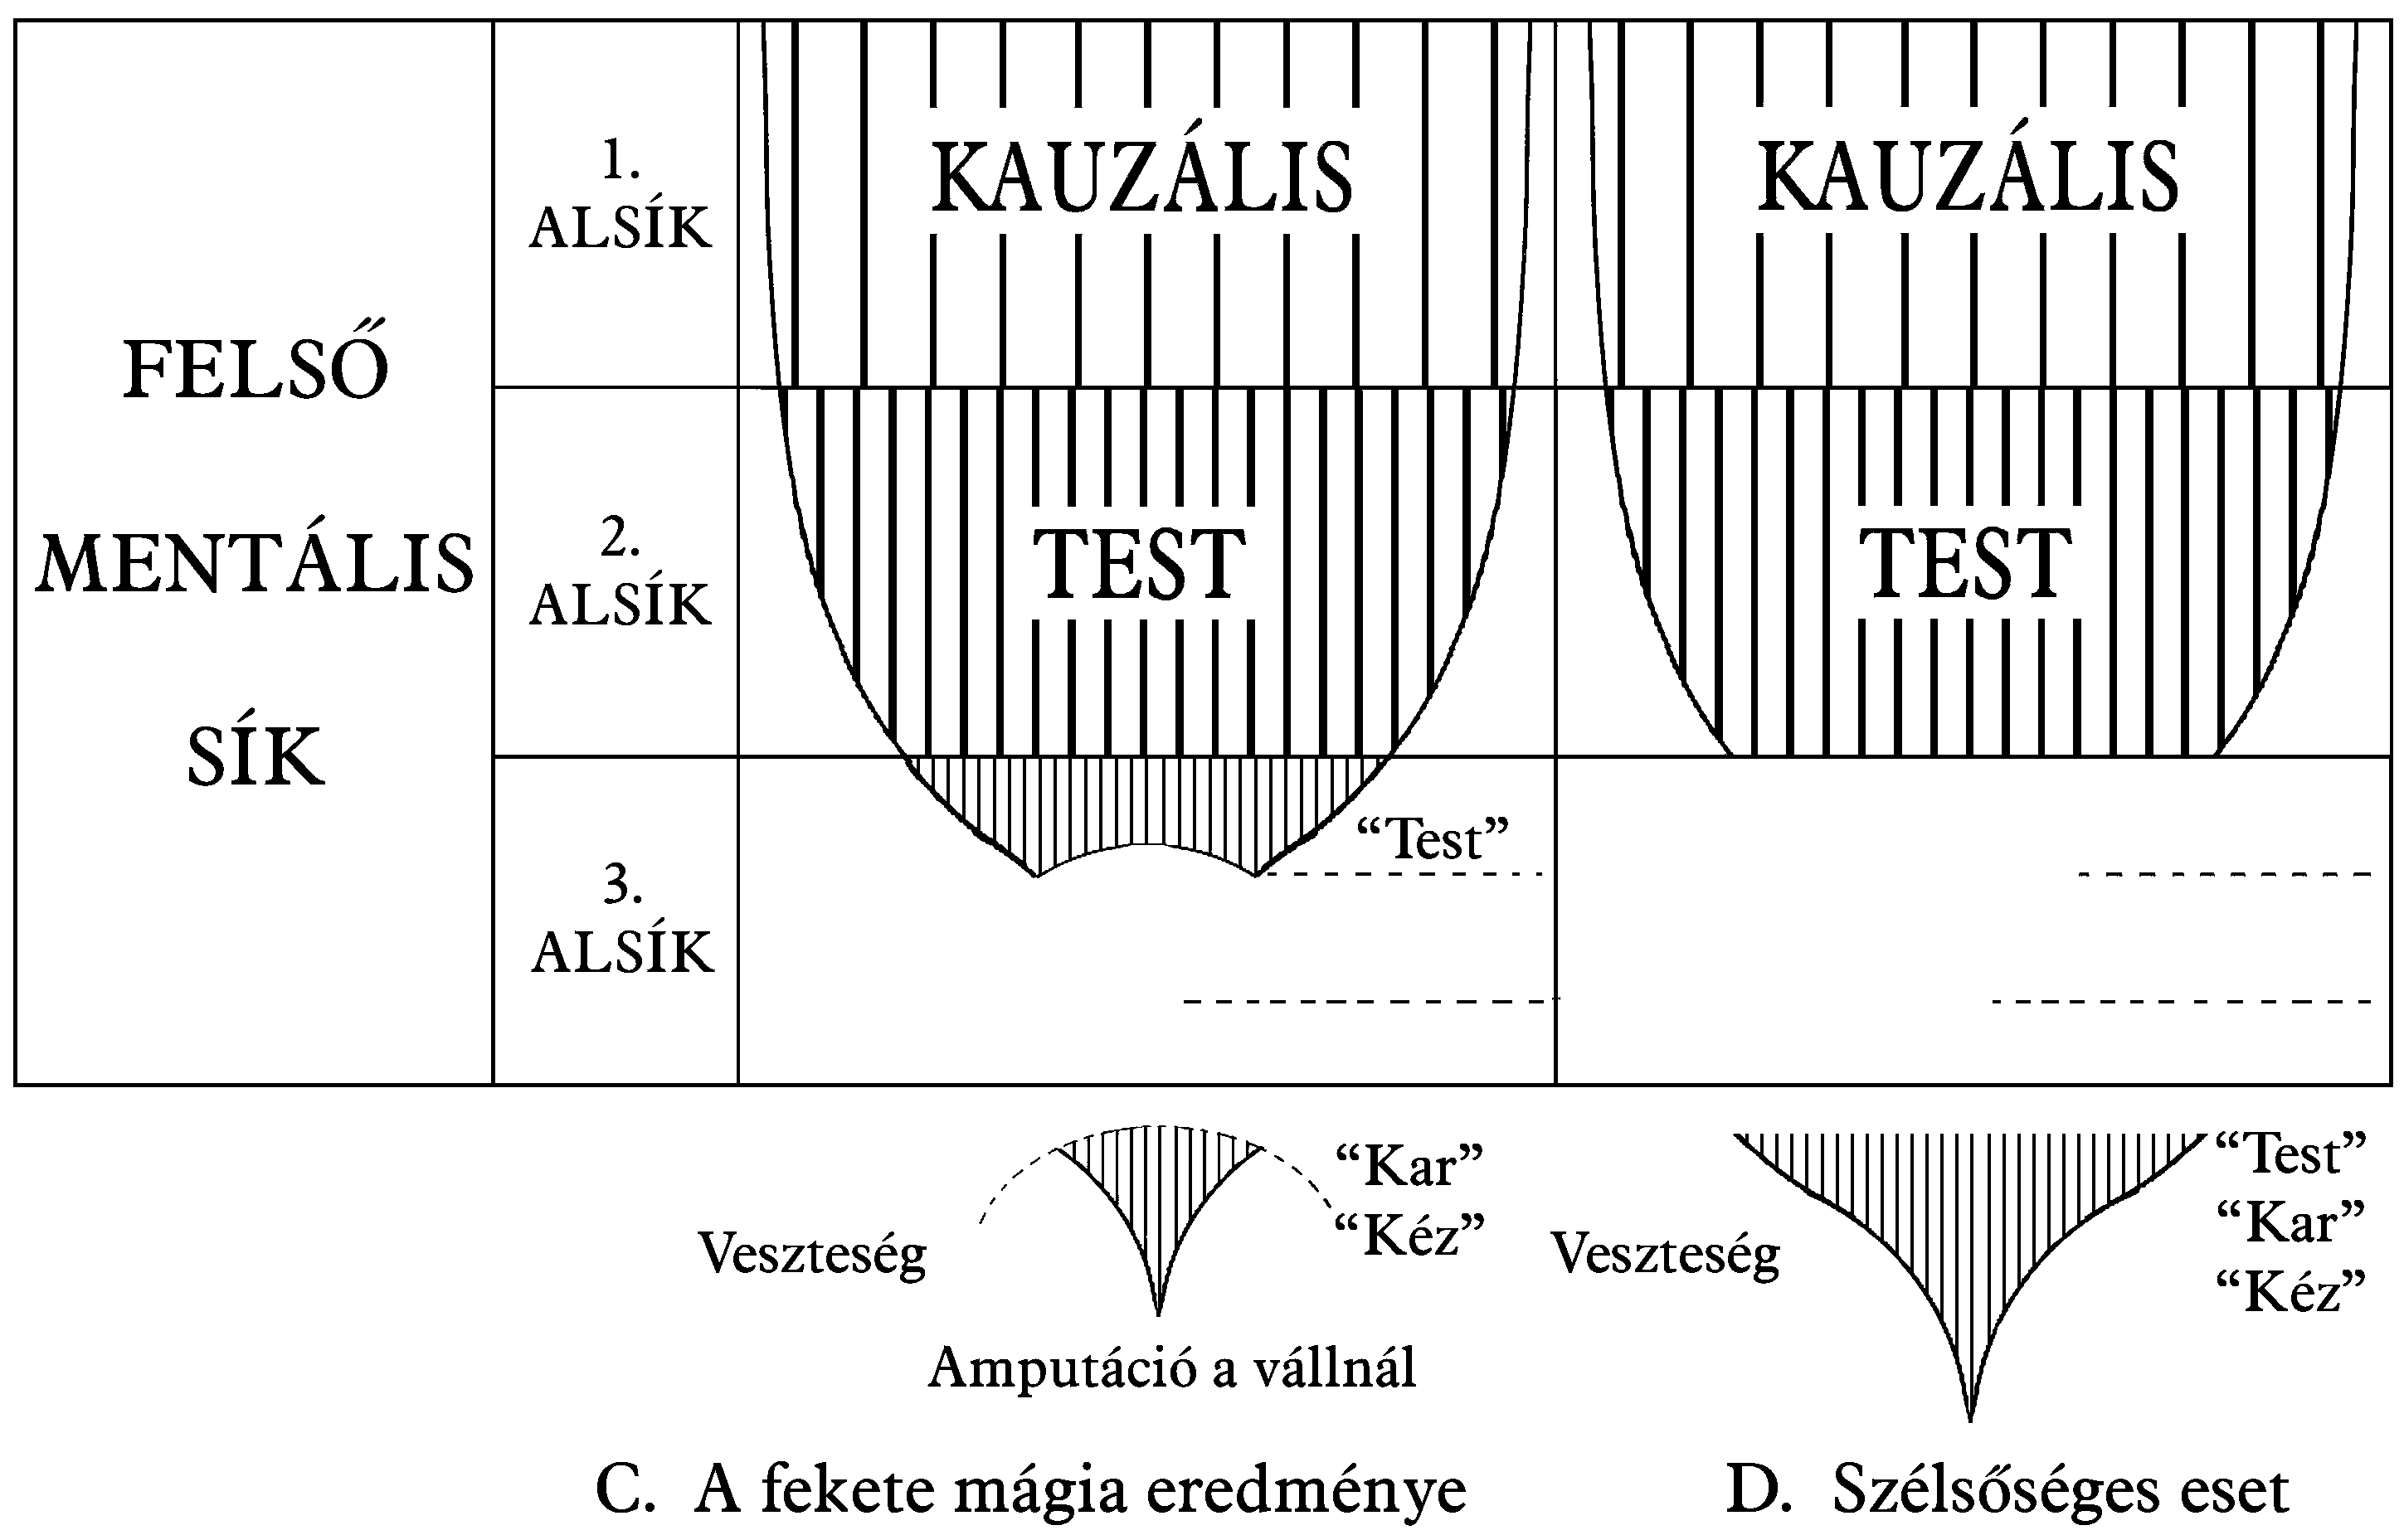 FELSŐ
MENTÁLIS
SÍK
1.
ALSÍK
2.
ALSÍK
3.
ALSÍK
KAUZÁLIS
TEST
“Test”
KAUZÁLIS
TEST
Veszteség
“Kar”
“Kéz”
Amputáció a vállnál
C. A fekete mágia eredménye
Veszteség
“Test”
“Kar”
“Kéz”
D. Szélsőséges eset